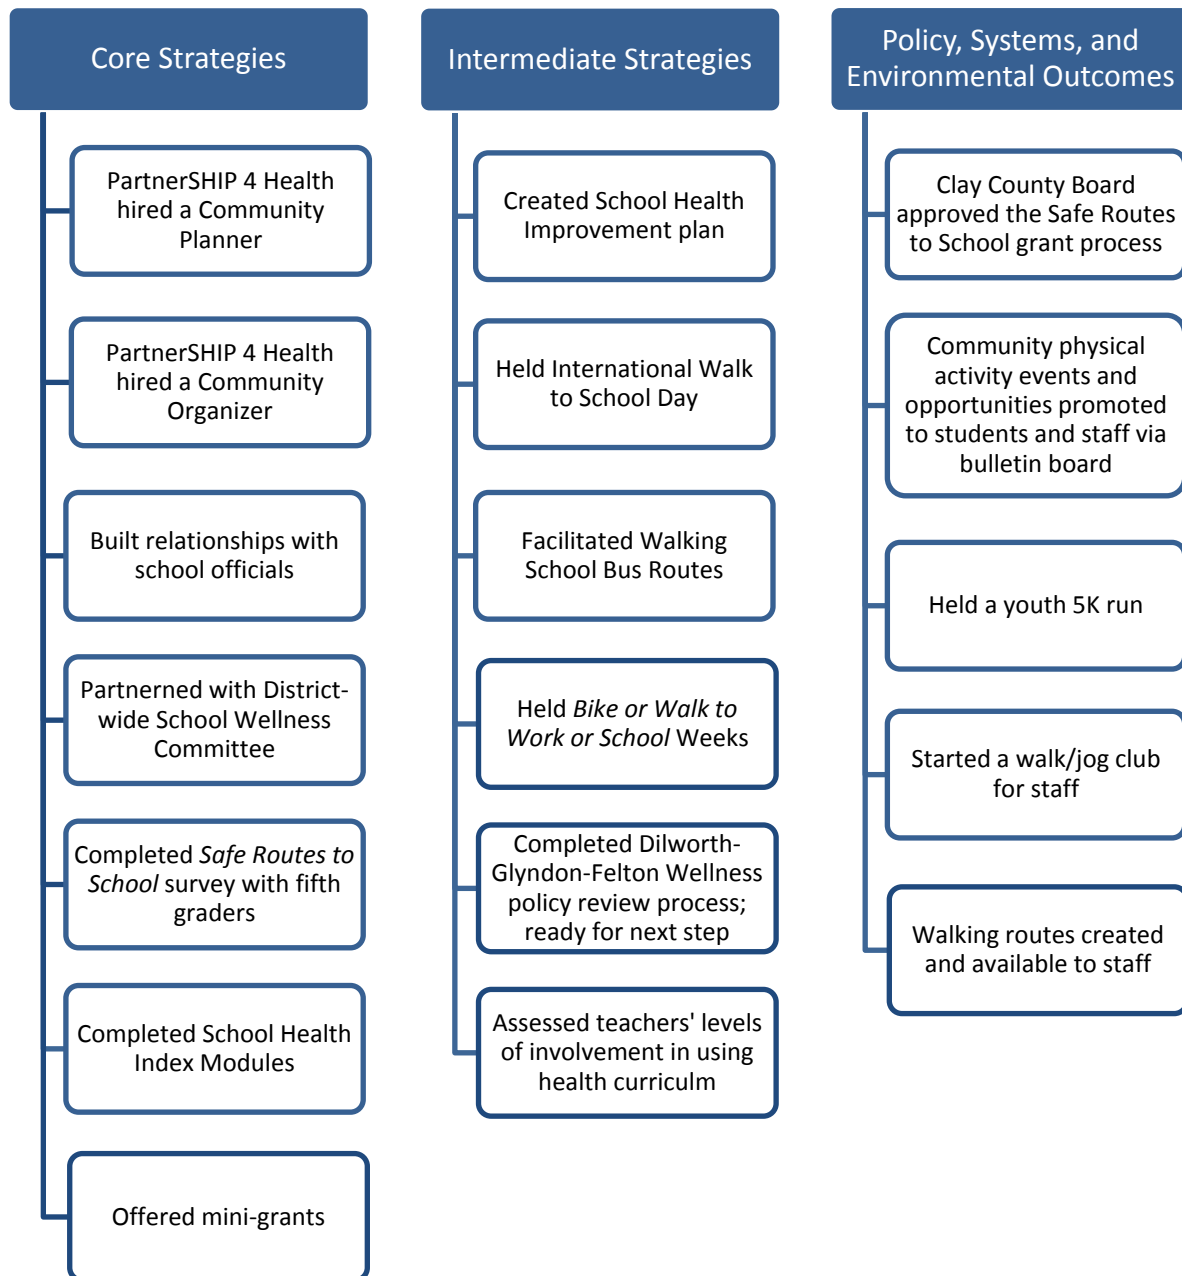 Core Strategies
PartnerSHIP 4 Health
hired a Community
Planner
PartnerSHIP 4 Health
hired a Community
Organizer
Built relationships with
school officials
Partnerned with District-
wide School Wellness
Committee
Completed Safe Routes to
School survey with fifth
graders
Completed School Health
Index Modules
Offered mini-grants
Intermediate Strategies
Created School Health
Improvement plan
Held International Walk
to School Day
Facilitated Walking
School Bus Routes
Held Bike or Walk to
Work or School Weeks
Completed Dilworth-
Glyndon-Felton Wellness
policy review process;
ready for next step
Assessed teachers' levels
of involvement in using
health curriculm
Policy, Systems, and
Environmental Outcomes
Clay County Board
approved the Safe Routes
to School grant process
Community physical
activity events and
opportunities promoted
to students and staff via
bulletin board
Held a youth 5K run
Started a walk/jog club
for staff
Walking routes created
and available to staff